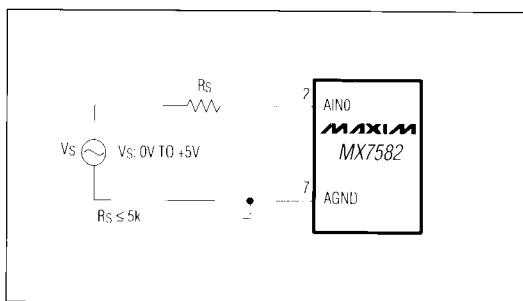 RS
2
AIN0
MAXIM
MX7582
VS
VS: 0V TO +5V
7
AGND
RS ≤ 5k